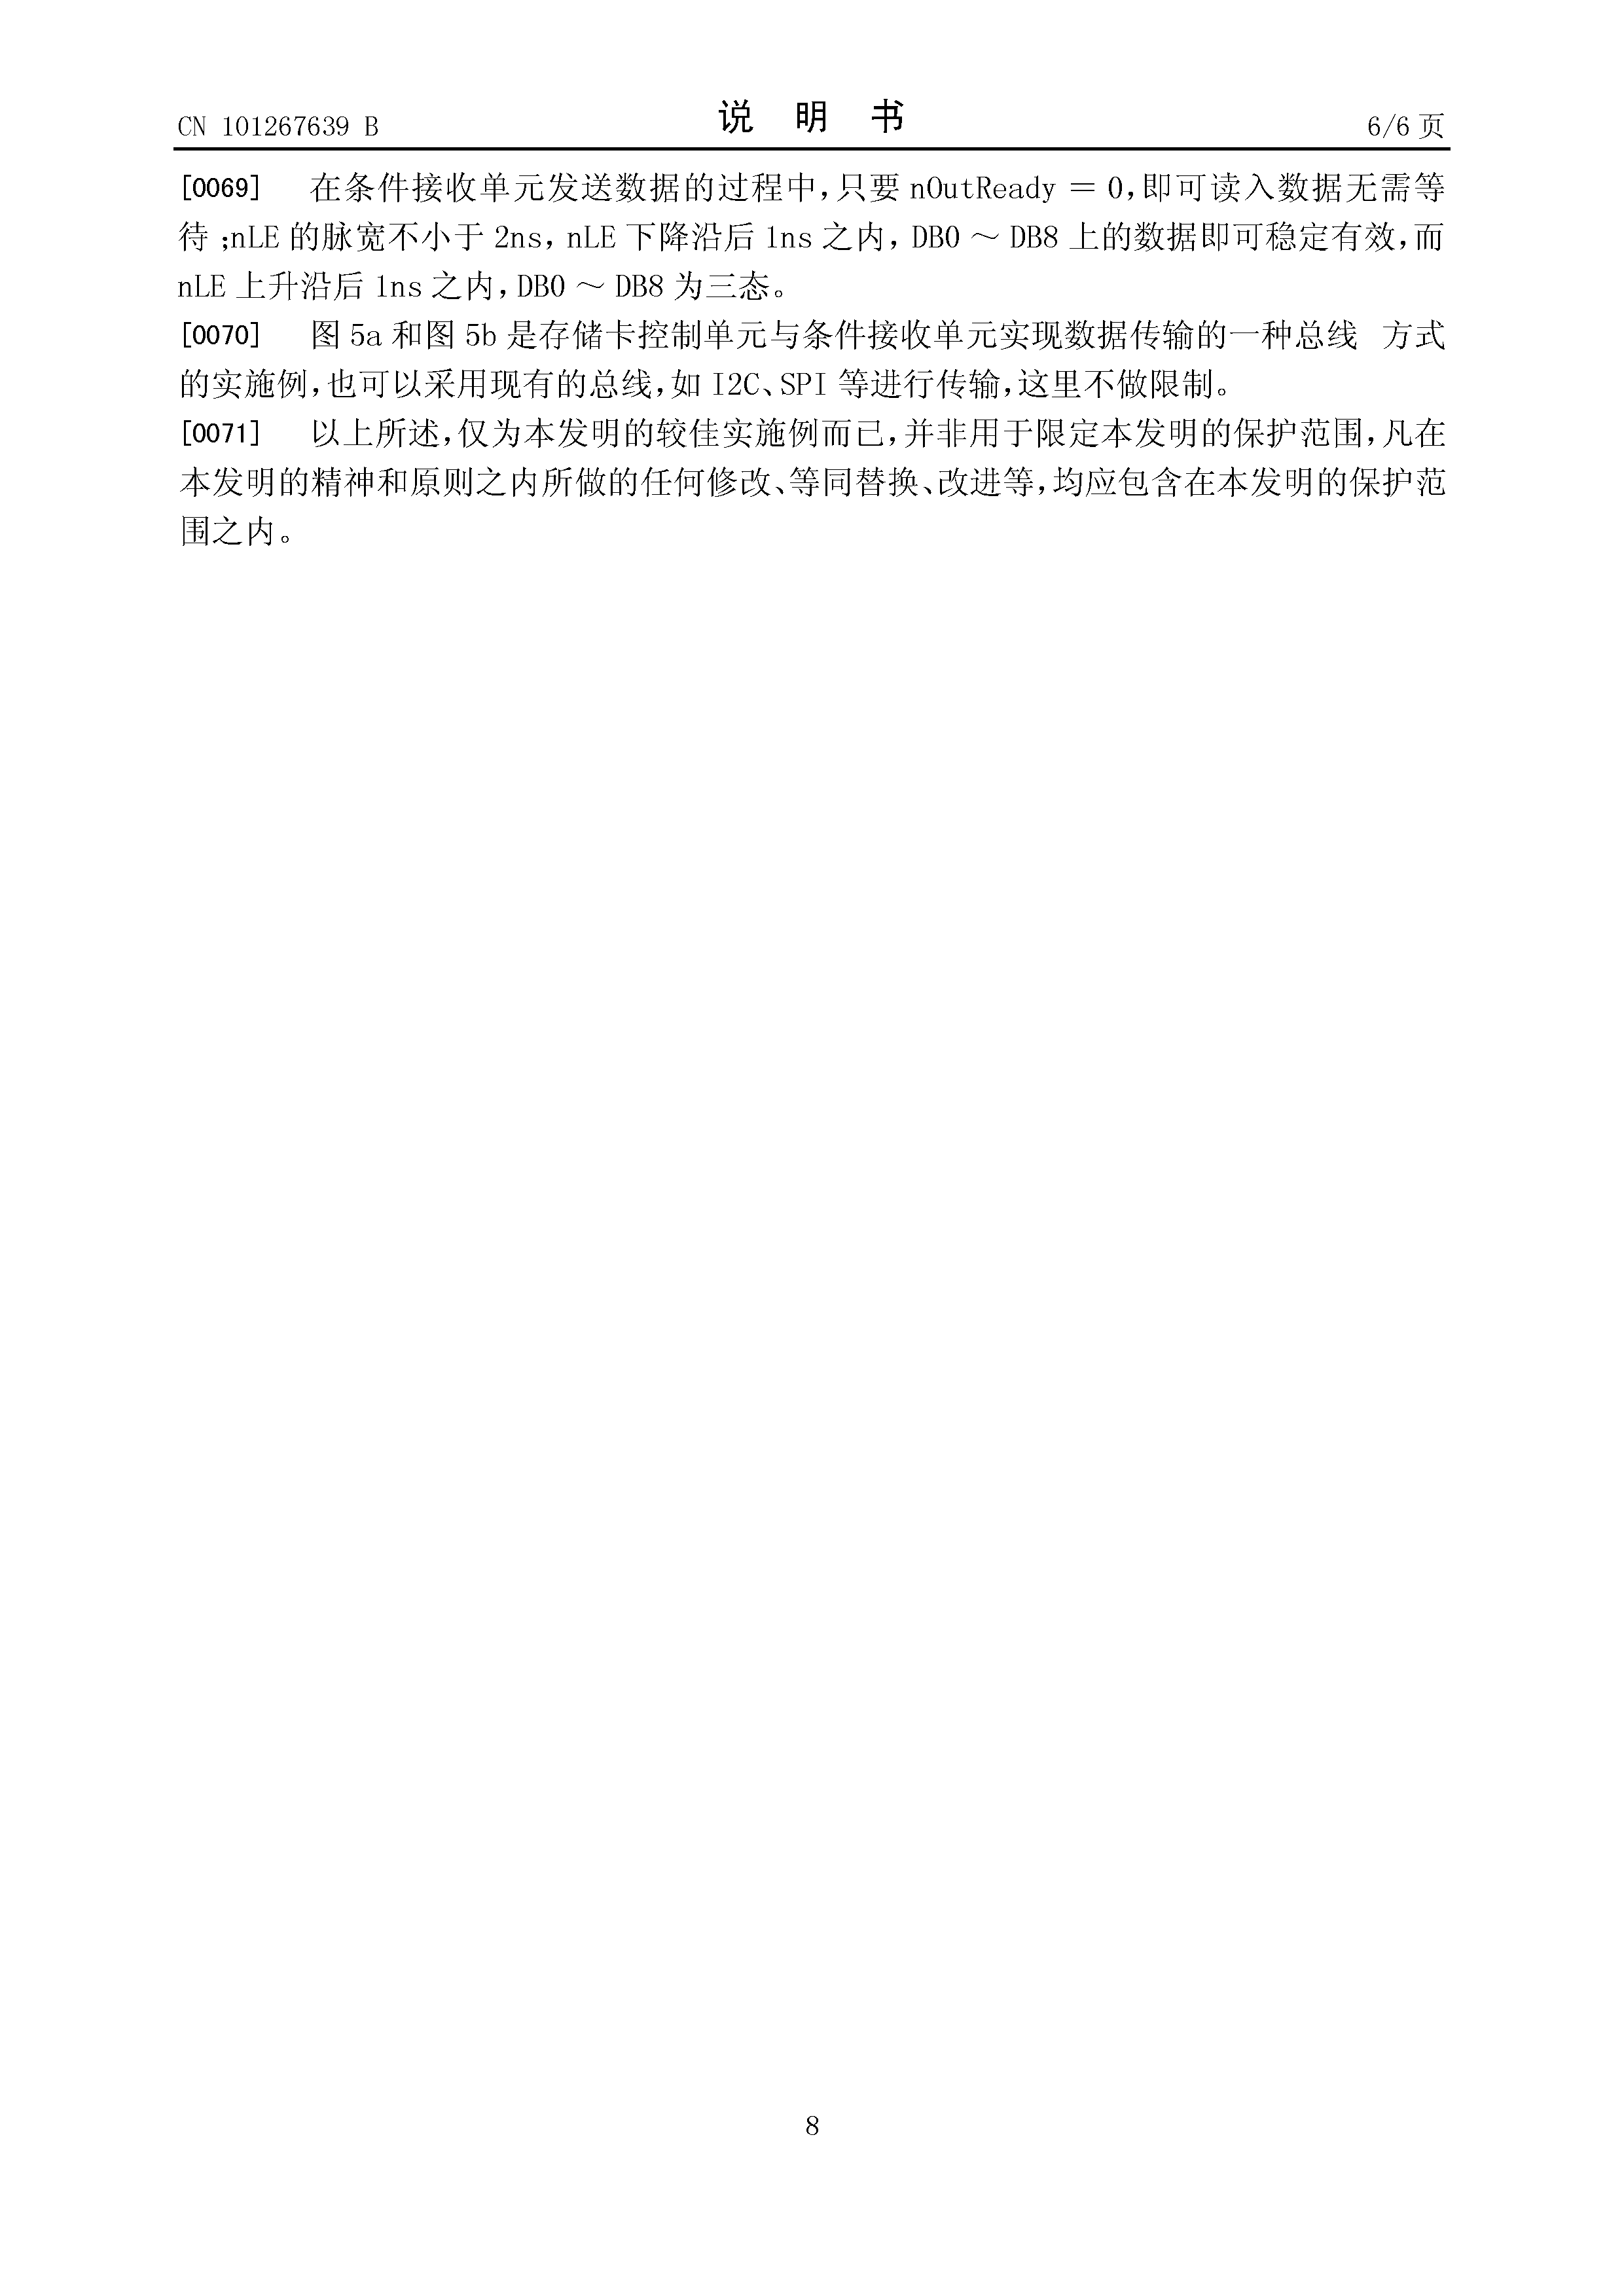 CN 101267639 B
说 明 书
6/6 页
[0069] 在条件接收单元发送数据的过程中,只要 nOutReady = 0,即可读入数据无需等
待;nLE 的脉宽不小于 2ns, nLE 下降沿后 1ns 之内, DB0 ～ DB8 上的数据即可稳定有效,而
nLE 上升沿后 1ns 之内, DB0 ～ DB8 为三态。
[0070] 图 5a 和图 5b 是存储卡控制单元与条件接收单元实现数据传输的一种总线 方式
的实施例,也可以采用现有的总线,如 I2C、SPI 等进行传输,这里不做限制。
[0071] 以上所述,仅为本发明的较佳实施例而已,并非用于限定本发明的保护范围,凡在
本发明的精神和原则之内所做的任何修改、等同替换、改进等,均应包含在本发明的保护范
围之内。
8